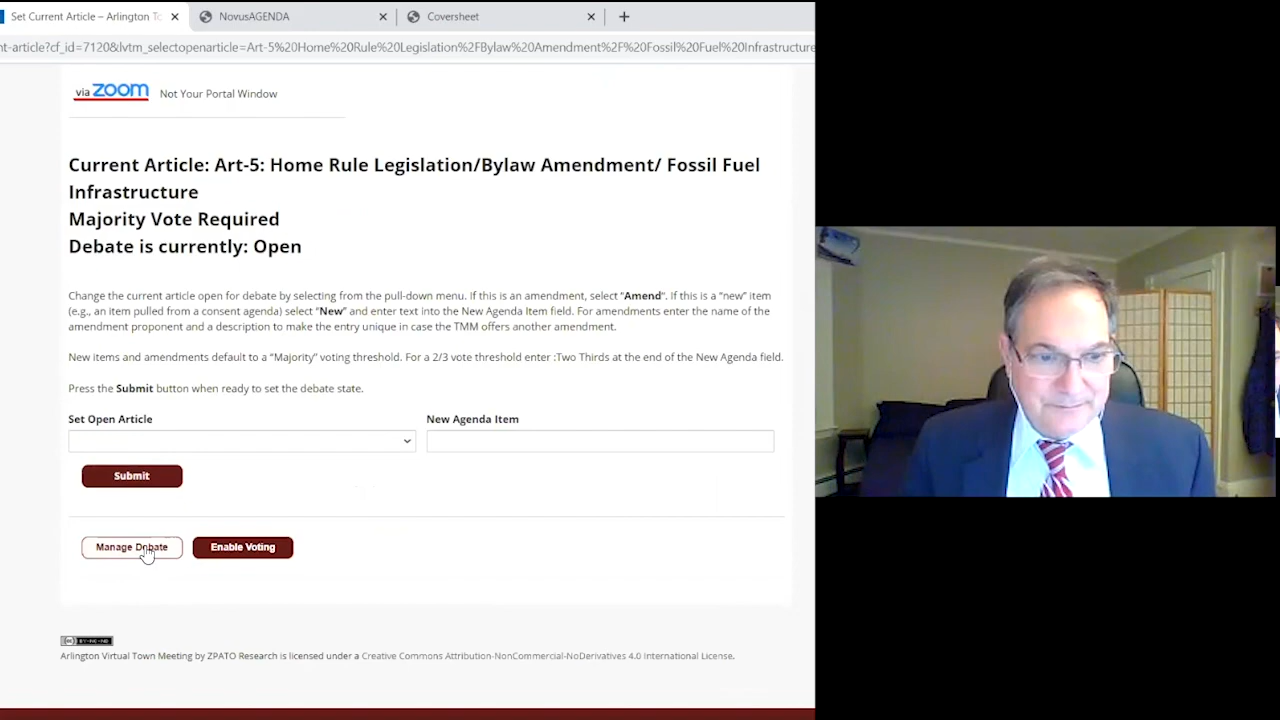 Set Current Article – Arlington To
NovusAGENDA
Coversheet
nt-article?cf_id=7120&lvtm_selectopenarticle=Art-5%20Home%20Rule%20Legislation%2FBylaw%20Amendment%2F%20Fossil%20Fuel%20Infrastructure
via zoom Not Your Portal Window
Current Article: Art-5: Home Rule Legislation/Bylaw Amendment/ Fossil Fuel
Infrastructure
Majority Vote Required
Debate is currently: Open
Change the current article open for debate by selecting from the pull-down menu. If this is an amendment, select "Amend". If this is a "new" item
(e.g., an item pulled from a consent agenda) select "New" and enter text into the New Agenda Item field. For amendments enter the name of the
amendment proponent and a description to make the entry unique in case the TMM offers another amendment.
New items and amendments default to a "Majority" voting threshold. For a 2/3 vote threshold enter :Two Thirds at the end of the New Agenda field.
Press the Submit button when ready to set the debate state.
Set Open Article New Agenda Item
Submit
Manage Debate Enable Voting
BY-NC-ND
Arlington Virtual Town Meeting by ZPATO Research is licensed under a Creative Commons Attribution-NonCommercial-NoDerivatives 4.0 International License.